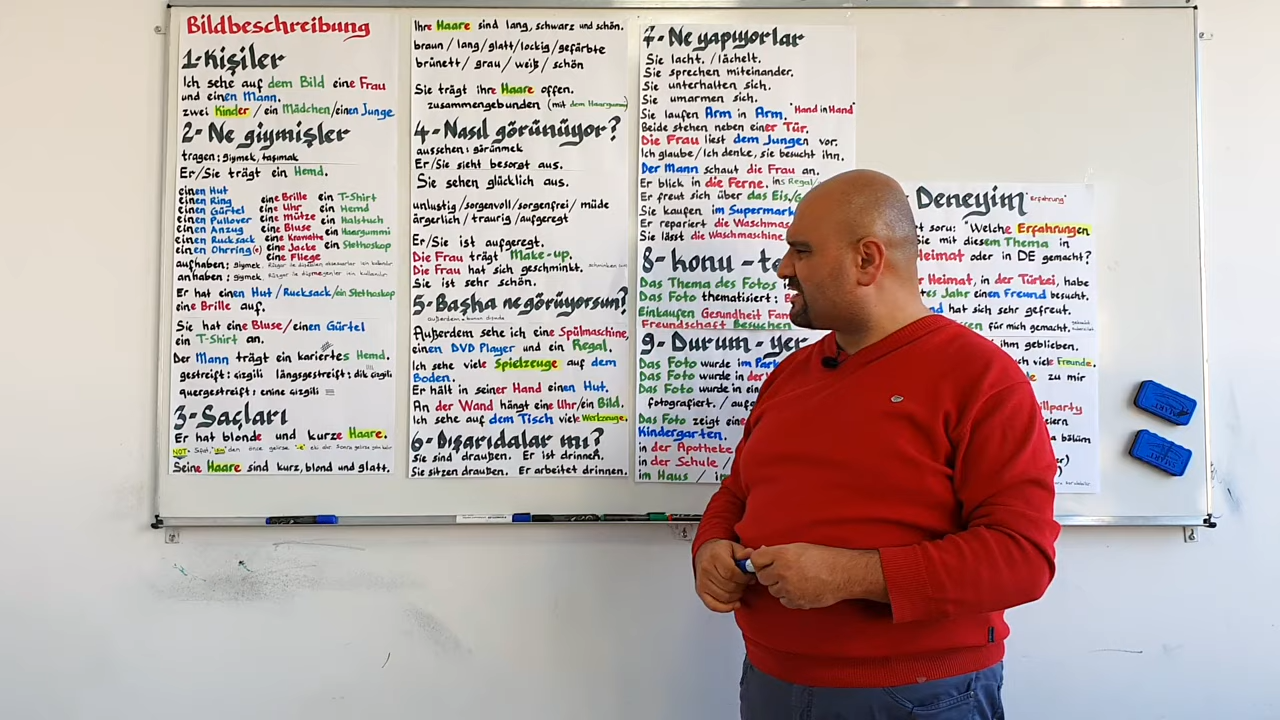 Bildbeschreibung
1-Kişiler
Ich sehe auf dem Bild eine Frau
und einen Mann.
zwei Kinder / ein Mädchen/einen Junge
2- Ne giymişler
tragen: giymek, taşımak
Er/Sie trägt ein Hemd.
einen Hut
einen Ring
einen Gürtel
einen Pullover
einen Anzug
einen Rucksack
einen Ohrring(e)
eine Brille
eine Uhr
eine mütze
eine Bluse
eine Krawatte
eine Jacke
eine Fliege
ein T-Shirt
ein Hemd
ein Halstuch
ein Haargummi
ein Stethoskop
aufhaben: giymek.
anhaben: giymek.
Er hat einen Hut / Rucksack/ein Stethoskop
eine Brille auf.
Sie hat eine Bluse/einen Gürtel
ein T-Shirt an.
Der Mann trägt ein kariertes Hemd.
gestreift: çizgili längsgestreift: dik çizgili
quergestreift: enine çizgili
3-Saçları
Er hat blonde und kurze Haare.
NOT:
Seine Haare sind kurz, blond und glatt.
Ihre Haare sind lang, schwarz und schön.
braun / lang/glatt/lockig/gefärbte
brünett/ grau / weiß / schön
Sie trägt ihre Haare offen.
zusammengebunden (mit dem Haargummi)
4-Nasıl görünüyor?
aussehen: görünmek
Er/Sie sieht besorgt aus.
Sie sehen glücklich aus.
unlustig/sorgenvoll/sorgenfrei/ müde
ärgerlich / traurig/aufgeregt
Er/Sie ist aufgeregt.
Die Frau trägt Make-up.
Die Frau hat sich geschminkt.
Sie ist sehr schön.
5-Başka ne görüyorsun?
Außerdem sehe ich eine Spülmaschine,
einen DVD Player und ein Regal.
Ich sehe viele Spielzeuge auf dem
Boden.
Er hält in seiner Hand einen Hut.
An der Wand hängt eine Uhr/ein Bild.
Ich sehe auf dem Tisch viele Werkzeuge.
6-Dışarıdalar mı?
Sie sind draußen. Er ist drinnen.
Sie sitzen draußen. Er arbeitet drinnen.
7- Ne yapıyorlar
Sie lacht. /lächelt.
Sie sprechen miteinander.
Sie unterhalten sich.
Sie umarmen sich.
Sie laufen Arm in Arm. "Hand in Hand"
Beide stehen neben einer Tür.
Die Frau liest dem Jungen vor.
Ich glaube/Ich denke, sie besucht ihn.
Der Mann schaut die Frau an.
Er blick in die Ferne. ins Regal/
Er freut sich über das Eis./
Sie kaufen im Supermark
Er repariert die Waschmas
Sie lässt die Waschmaschine
8- Konu -
Das Thema des Fotos
Das Foto thematisiert:
Einkaufen Gesundheit
Freundschaft Besuchen
9- Durum - yer
Das Foto wurde im Park
Das Foto wurde in der
Das Foto wurde in ein
fotografiert. /
Das Foto zeigt eine
Kindergarten.
in der Apotheke
in der Schule /
im Haus /
Deneyim "Erfahrung"
soru: "Welche Erfahrungen
Sie mit diesem Thema in
Heimat oder in DE gemacht?
Heimat, in der Türkei, habe
Jahr einen Freund besucht.
hat sich sehr gefreut.
für mich gemacht.
ihm geblieben.
viele Freunde.
zu mir
illparty